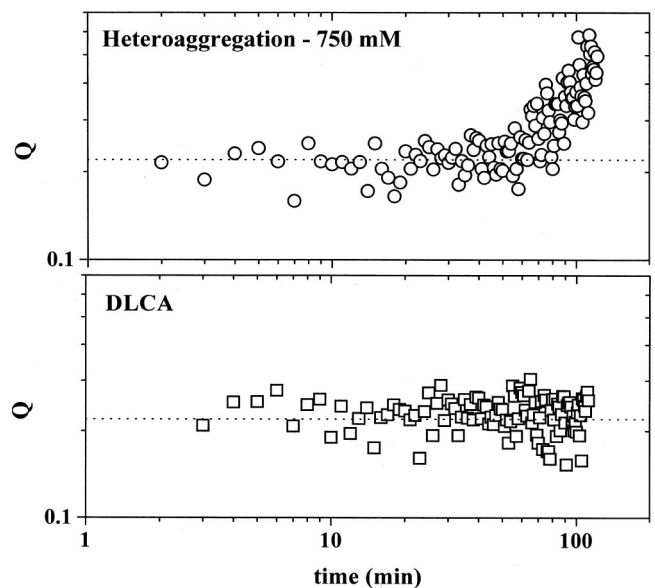 Heteroaggregation - 750 mM
Q
0.1
DLCA
Q
0.1
1
10
100
time (min)